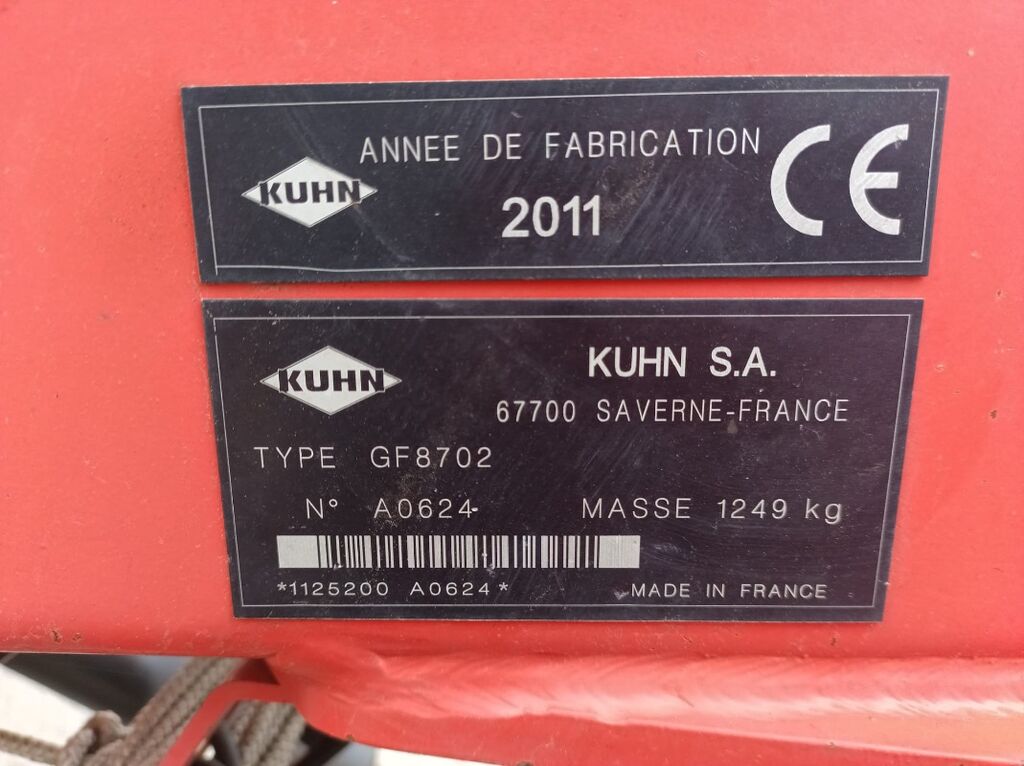 KUHN
ANNEE DE FABRICATION
2011
CE
KUHN
KUHN S.A.
67700 SAVERNE-FRANCE
TYPE GF8702
N° A0624 MASSE 1249 kg
*1125200 A0624*
MADE IN FRANCE